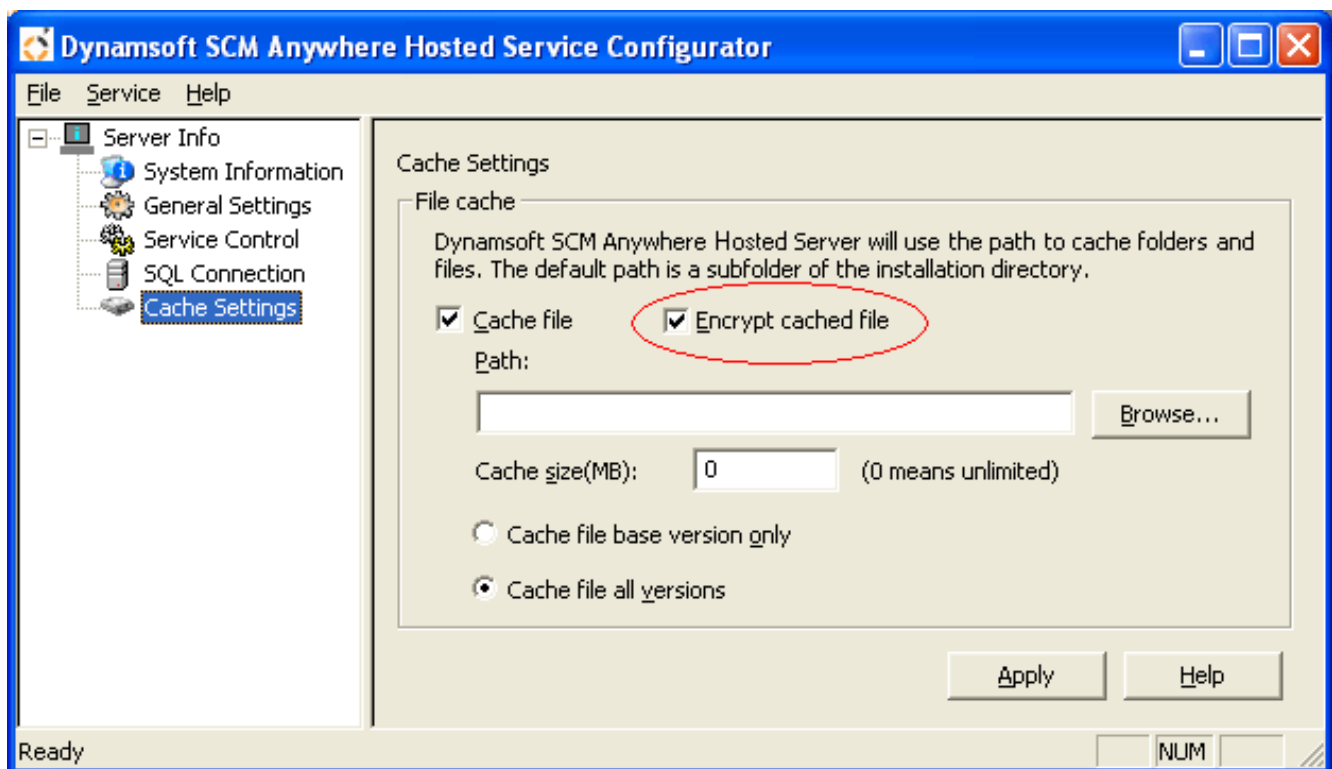 Dynamsoft SCM Anywhere Hosted Service Configurator
File Service Help
Server Info
System Information
General Settings
Service Control
SQL Connection
Cache Settings
Cache Settings
File cache
Dynamsoft SCM Anywhere Hosted Server will use the path to cache folders and
files. The default path is a subfolder of the installation directory.
Cache file Encrypt cached file
Path:
Browse...
Cache size(MB): 0 (0 means unlimited)
Cache file base version only
Cache file all versions
Apply Help
Ready NUM